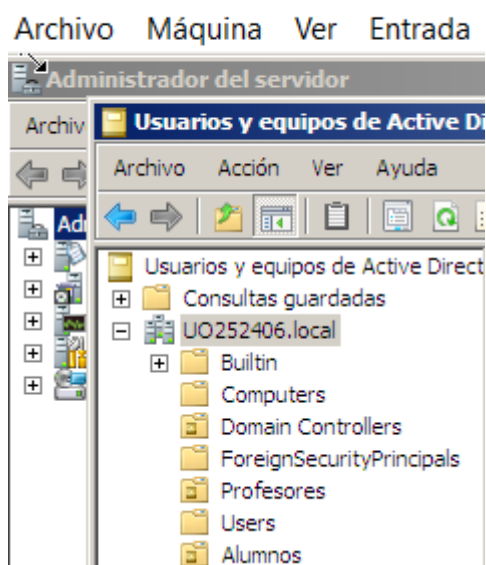 Archivo Máquina Ver Entrada
Administrador del servidor
Archiv
Usuarios y equipos de Active Di
Archivo Acción Ver Ayuda
Adı
Usuarios y equipos de Active Direct
Consultas guardadas
UO252406.local
Builtin
Computers
Domain Controllers
ForeignSecurityPrincipals
Profesores
Users
Alumnos